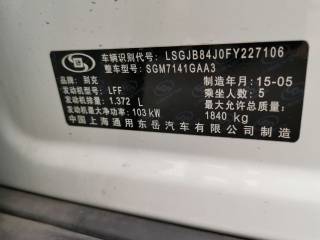 车辆识别代号: LSGJB84J0FY227106
整车型号: SGM7141GAA3
品牌: 别克 制造年月: 15-05
发动机型号: LFF 乘坐人数: 5
发动机排量: 1.372 L 最大允许总质量:
发动机最大净功率: 103 kW 1840 kg
中国上海通用东岳汽车有限公司制造